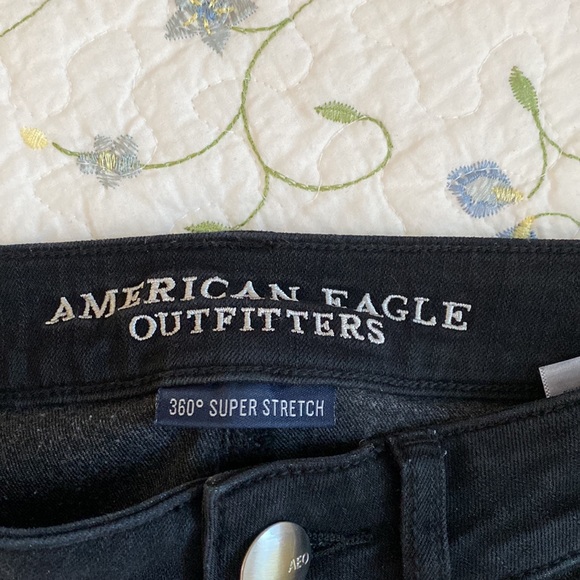 AMERICAN EAGLE
OUTFITTERS
360° SUPER STRETCH
AEO